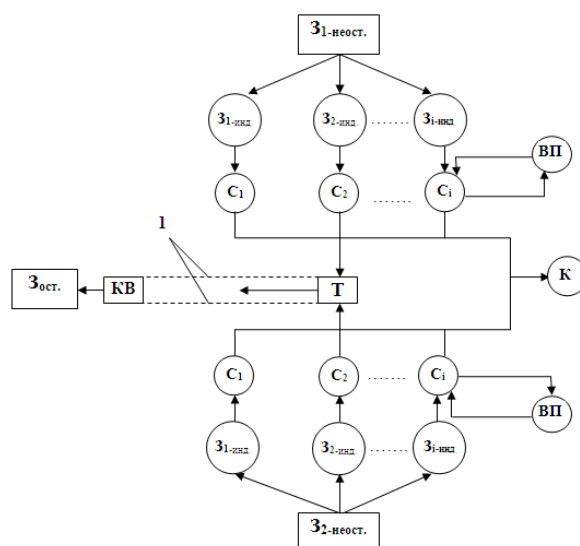 З1-неост.
З1-инд.
З2-инд.
........
Зi-инд.
ВП
С1
С2
......
Сi
1
К
Зост.
КВ
Т
С1
С2
.......
Сi
ВП
З1-инд.
З2-инд.
.......
Зi-инд.
З2-неост.